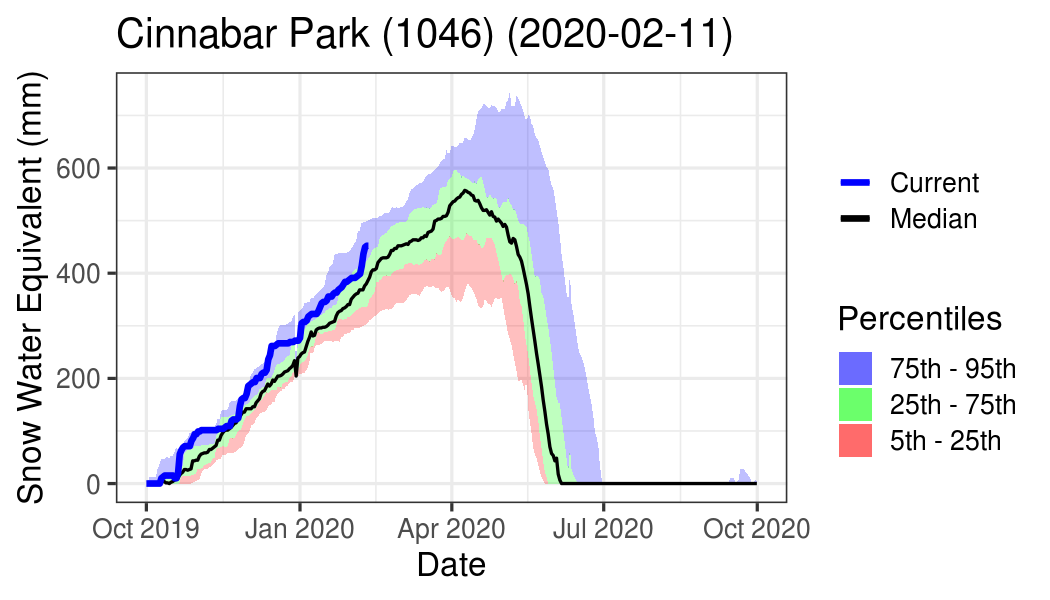 Cinnabar Park (1046) (2020-02-11)
Snow Water Equivalent (mm)
600
400
200
0
Oct 2019
Jan 2020
Apr 2020
Jul 2020
Oct 2020
Date
Current
Median
Percentiles
75th - 95th
25th - 75th
5th - 25th